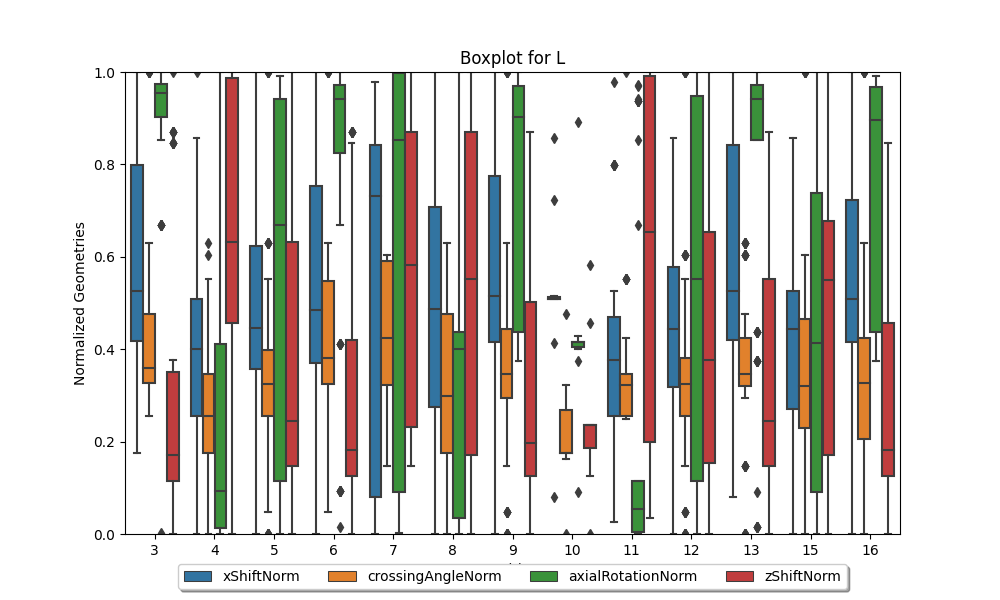 Boxplot for L
Normalized Geometries
1.0
0.8
0.6
0.4
0.2
0.0
3 4 5 6 7 8 9 10 11 12 13 15 16
xShiftNorm crossingAngleNorm axialRotationNorm zShiftNorm